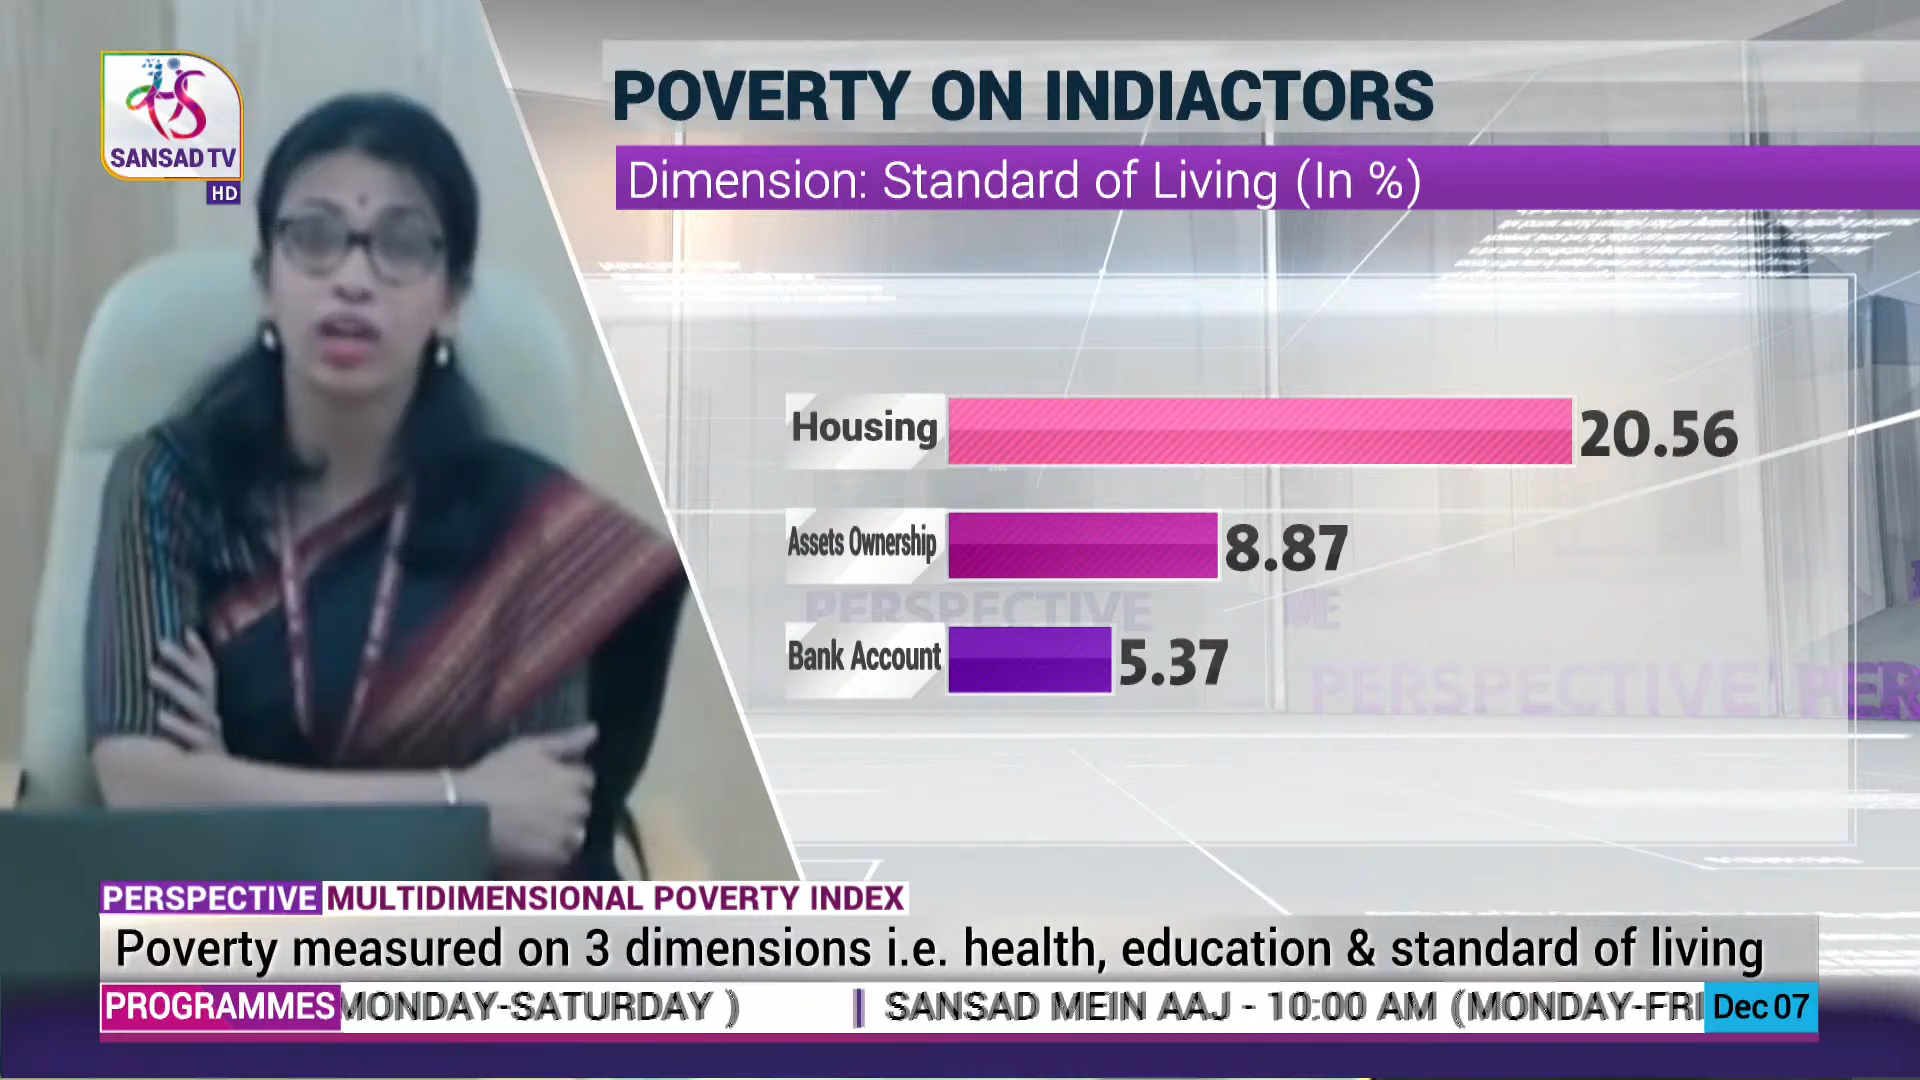 SANSAD TV
HD
POVERTY ON INDIACTORS
Dimension: Standard of Living (In %)
Housing 20.56
Assets Ownership 8.87
Bank Account 5.37
PERSPECTIVE
PERSPECTIVE
PERSPECTIVE MULTIDIMENSIONAL POVERTY INDEX
Poverty measured on 3 dimensions i.e. health, education & standard of living
PROGRAMMES MONDAY-SATURDAY ) | SANSAD MEIN AAJ - 10:00 AM (MONDAY-FRI Dec 07